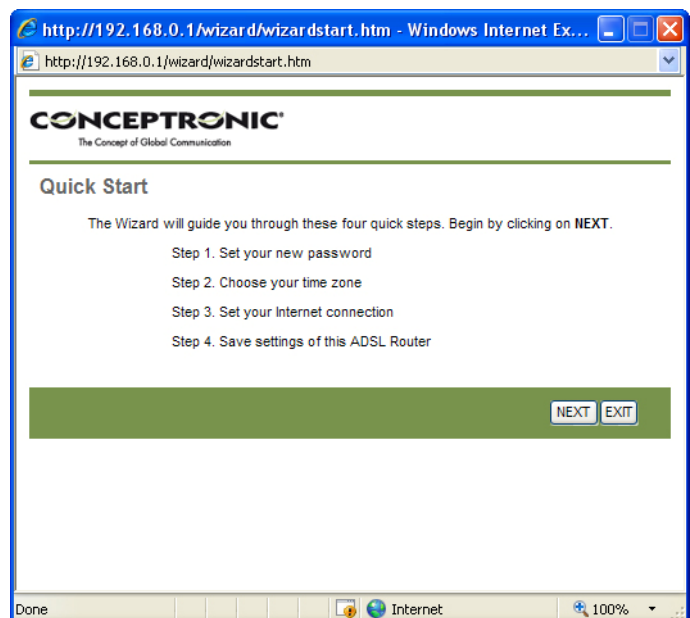 http://192.168.0.1/wizard/wizardstart.htm - Windows Internet Ex...
http://192.168.0.1/wizard/wizardstart.htm
CONCEPTRONIC®
The Concept of Global Communication
Quick Start
The Wizard will guide you through these four quick steps. Begin by clicking on NEXT.
Step 1. Set your new password
Step 2. Choose your time zone
Step 3. Set your Internet connection
Step 4. Save settings of this ADSL Router
NEXT EXIT
Done Internet 100%